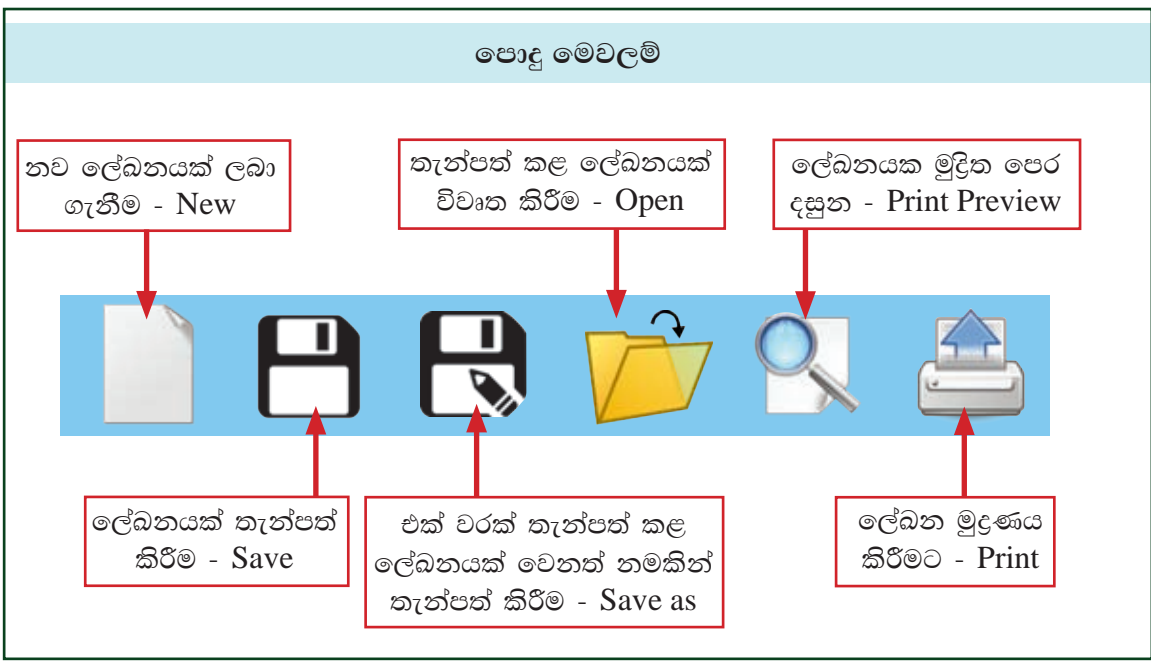 පොදු මෙවලම්
නව ලේඛනයක් ලබා
ගැනීම - New
තැන්පත් කළ ලේඛනයක්
විවෘත කිරීම - Open
ලේඛනයක මුද්‍රිත පෙර
දසුන - Print Preview
ලේඛනයක් තැන්පත්
කිරීම - Save
එක් වරක් තැන්පත් කළ
ලේඛනයක් වෙනත් නමකින්
තැන්පත් කිරීම - Save as
ලේඛන මුද්‍රණය
කිරීමට - Print